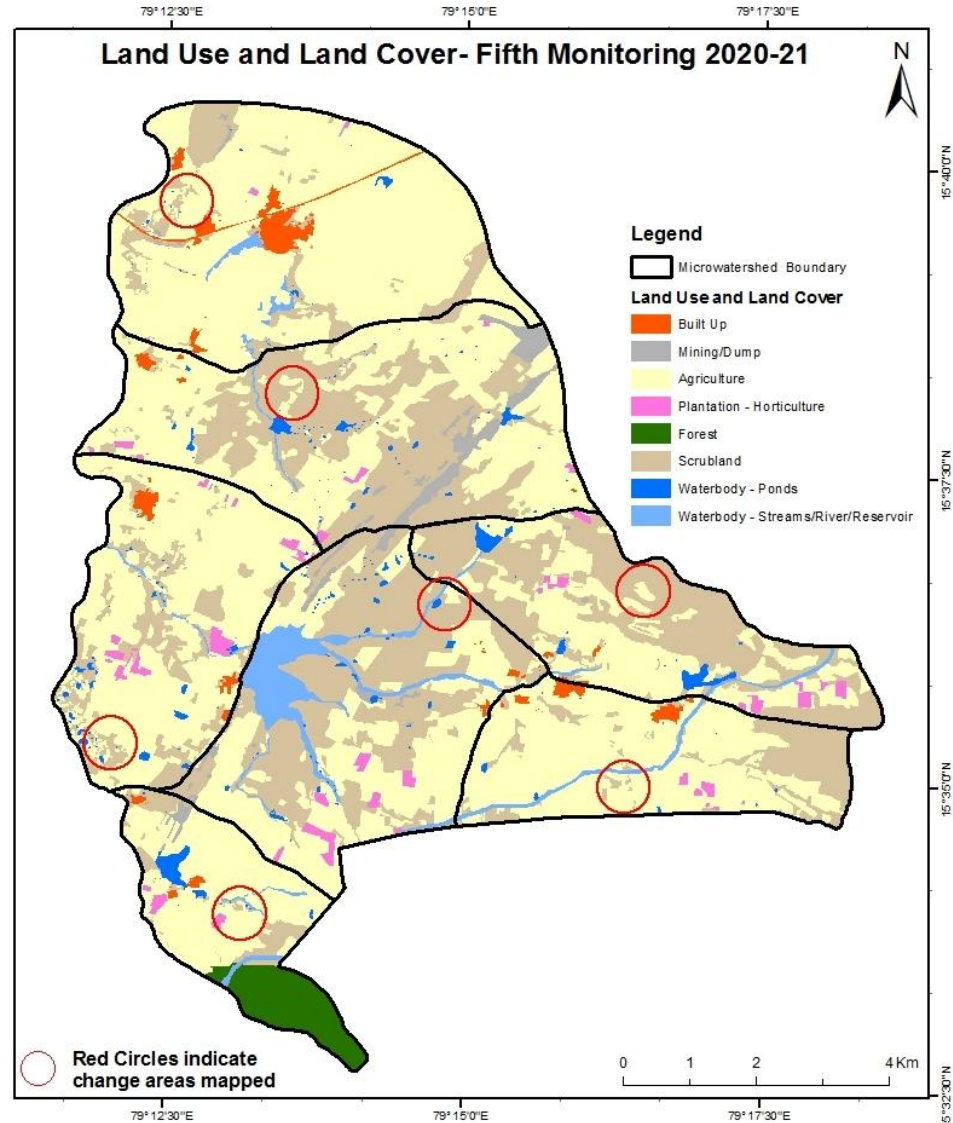 79° 12'30"E 79° 15'0"E 79° 17'30"E
Land Use and Land Cover- Fifth Monitoring 2020-21
N
15°40'0"N
Legend
Microwatershed Boundary
Land Use and Land Cover
Built Up
Mining/Dump
Agriculture
Plantation - Horticulture
Forest
Scrubland
Waterbody - Ponds
Waterbody - Streams/River/Reservoir
15°37'30"N
15°35'0"N
Red Circles indicate
change areas mapped
0 1 2 4 Km
5°32'30"N
79° 12'30"E 79° 15'0"E 79° 17'30"E